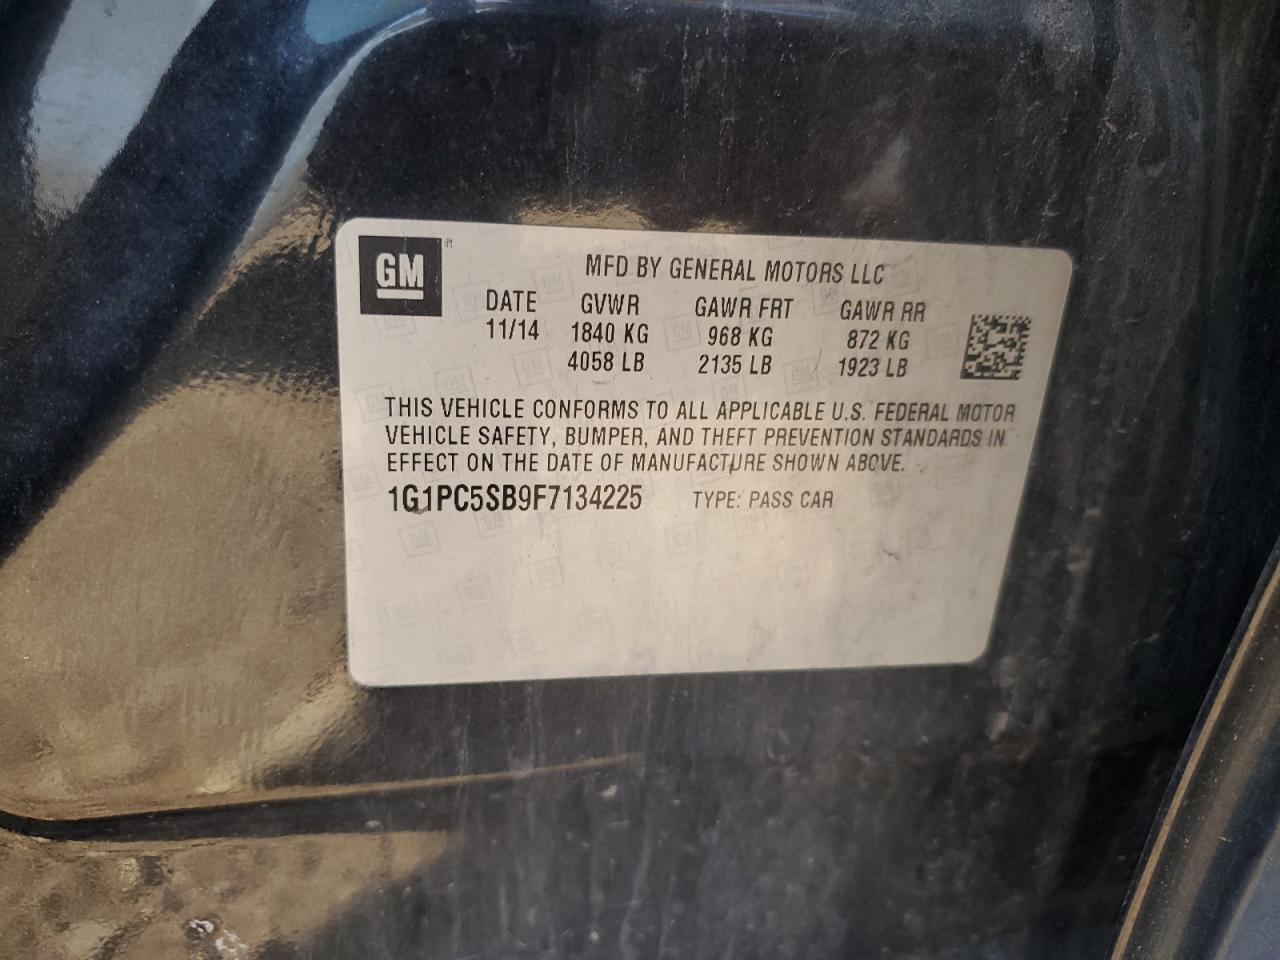 GM ®
MFD BY GENERAL MOTORS LLC
DATE GVWR GAWR FRT GAWR RR
11/14 1840 KG 968 KG 872 KG
4058 LB 2135 LB 1923 LB
THIS VEHICLE CONFORMS TO ALL APPLICABLE U.S. FEDERAL MOTOR
VEHICLE SAFETY, BUMPER, AND THEFT PREVENTION STANDARDS IN
EFFECT ON THE DATE OF MANUFACTURE SHOWN ABOVE.
1G1PC5SB9F7134225 TYPE: PASS CAR